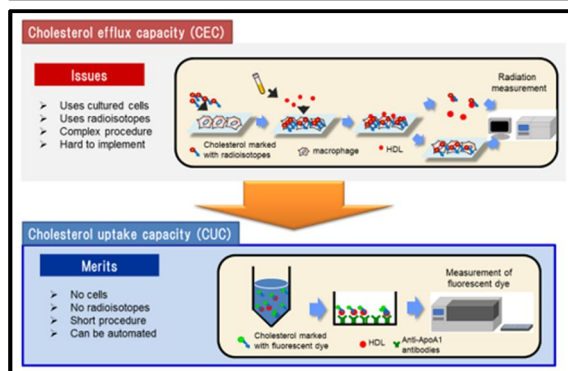 Cholesterol efflux capacity (CEC)
Issues
Uses cultured cells
Uses radioisotopes
Complex procedure
Hard to implement
Radiation
measurement
Cholesterol marked
with radioisotopes
macrophage
HDL
Cholesterol uptake capacity (CUC)
Merits
No cells
No radioisotopes
Short procedure
Can be automated
Measurement of
fluorescent dye
Cholesterol marked
with fluorescent dye
HDL
Anti-ApoA1
antibodies